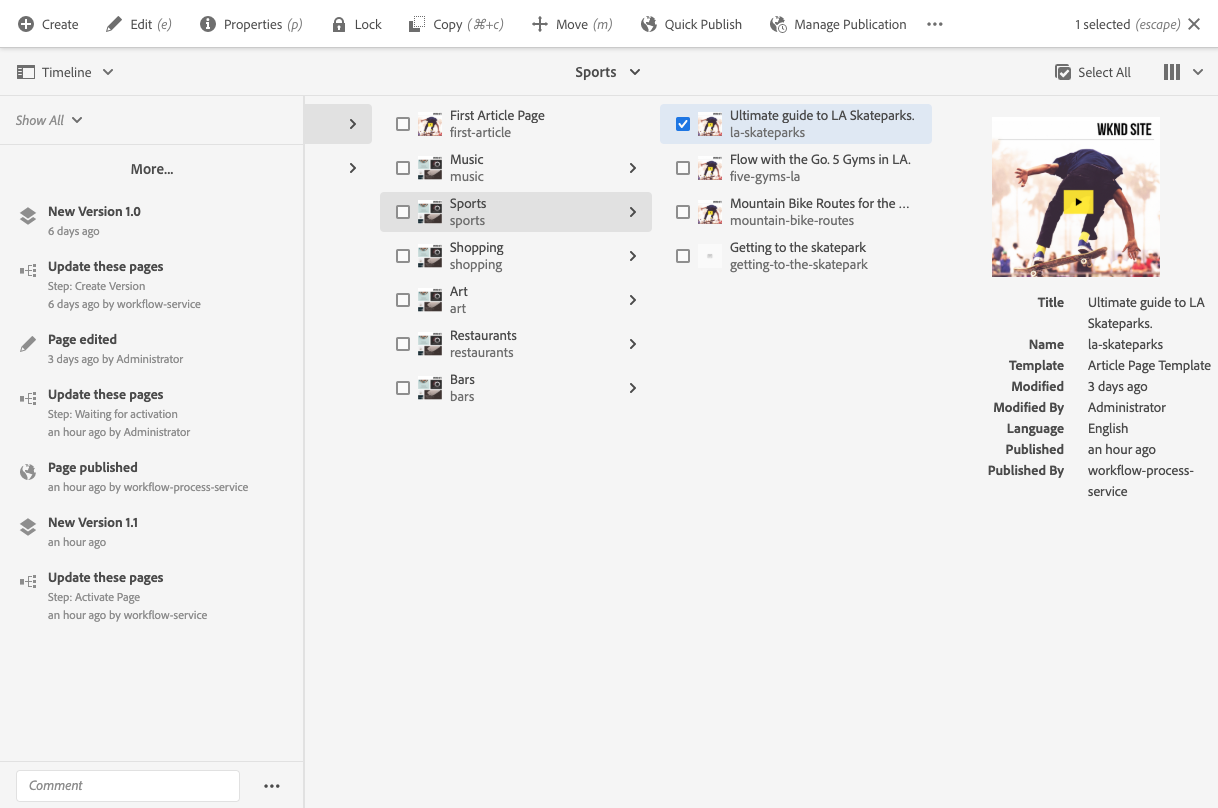 Create
Edit (e)
Properties (p)
Lock
Copy (⌘+c)
Move (m)
Quick Publish
Manage Publication
1 selected (escape)
Timeline
Sports
Select All
Show All
More...
New Version 1.0
6 days ago
Update these pages
Step: Create Version
6 days ago by workflow-service
Page edited
3 days ago by Administrator
Update these pages
Step: Waiting for activation
an hour ago by Administrator
Page published
an hour ago by workflow-process-service
New Version 1.1
an hour ago
Update these pages
Step: Activate Page
an hour ago by workflow-service
Comment
First Article Page
first-article
Music
music
Sports
sports
Shopping
shopping
Art
art
Restaurants
restaurants
Bars
bars
Ultimate guide to LA Skateparks.
la-skateparks
Flow with the Go. 5 Gyms in LA.
five-gyms-la
Mountain Bike Routes for the ...
mountain-bike-routes
Getting to the skatepark
getting-to-the-skatepark
WKND SITE
Title Ultimate guide to LA
Skateparks.
Name la-skateparks
Template Article Page Template
Modified 3 days ago
Modified By Administrator
Language English
Published an hour ago
Published By workflow-process-
service